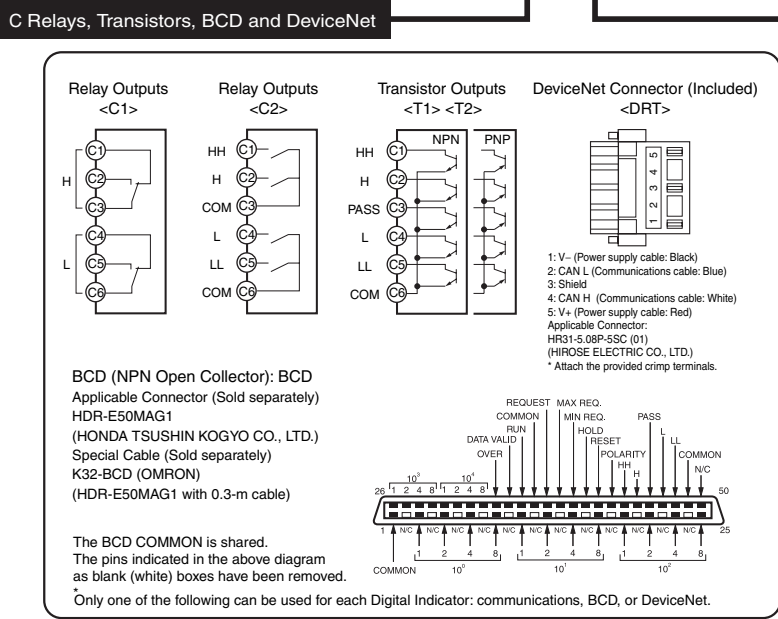 C Relays, Transistors, BCD and DeviceNet
Relay Outputs
<C1>
C1
C2
H
C3
C4
L
C5
C6
Relay Outputs
<C2>
HH C1
H C2
COM C3
L C4
LL C5
COM C6
Transistor Outputs
<T1> <T2>
NPN PNP
HH C1
H C2
PASS C3
L C4
LL C5
COM C6
DeviceNet Connector (Included)
<DRT>
1 2 3 4 5
1: V− (Power supply cable: Black)
2: CAN L (Communications cable: Blue)
3: Shield
4: CAN H (Communications cable: White)
5: V+ (Power supply cable: Red)
Applicable Connector:
HR31-5.08P-5SC (01)
(HIROSE ELECTRIC CO., LTD.)
* Attach the provided crimp terminals.
BCD (NPN Open Collector): BCD
Applicable Connector (Sold separately)
HDR-E50MAG1
(HONDA TSUSHIN KOGYO CO., LTD.)
Special Cable (Sold separately)
K32-BCD (OMRON)
(HDR-E50MAG1 with 0.3-m cable)
The BCD COMMON is shared.
The pins indicated in the above diagram
as blank (white) boxes have been removed.
REQUEST MAX REQ.
COMMON MIN REQ. PASS
RUN HOLD L
DATA VALID RESET LL
OVER POLARITY COMMON
HH
H N/C
10³ 10⁴
26 1 2 4 8 1 2 4 8 50
1 N/C N/C N/C N/C N/C N/C N/C N/C N/C N/C N/C N/C 25
1 2 4 8 1 2 4 8 1 2 4 8
COMMON 10⁰ 10¹ 10²
*
Only one of the following can be used for each Digital Indicator: communications, BCD, or DeviceNet.